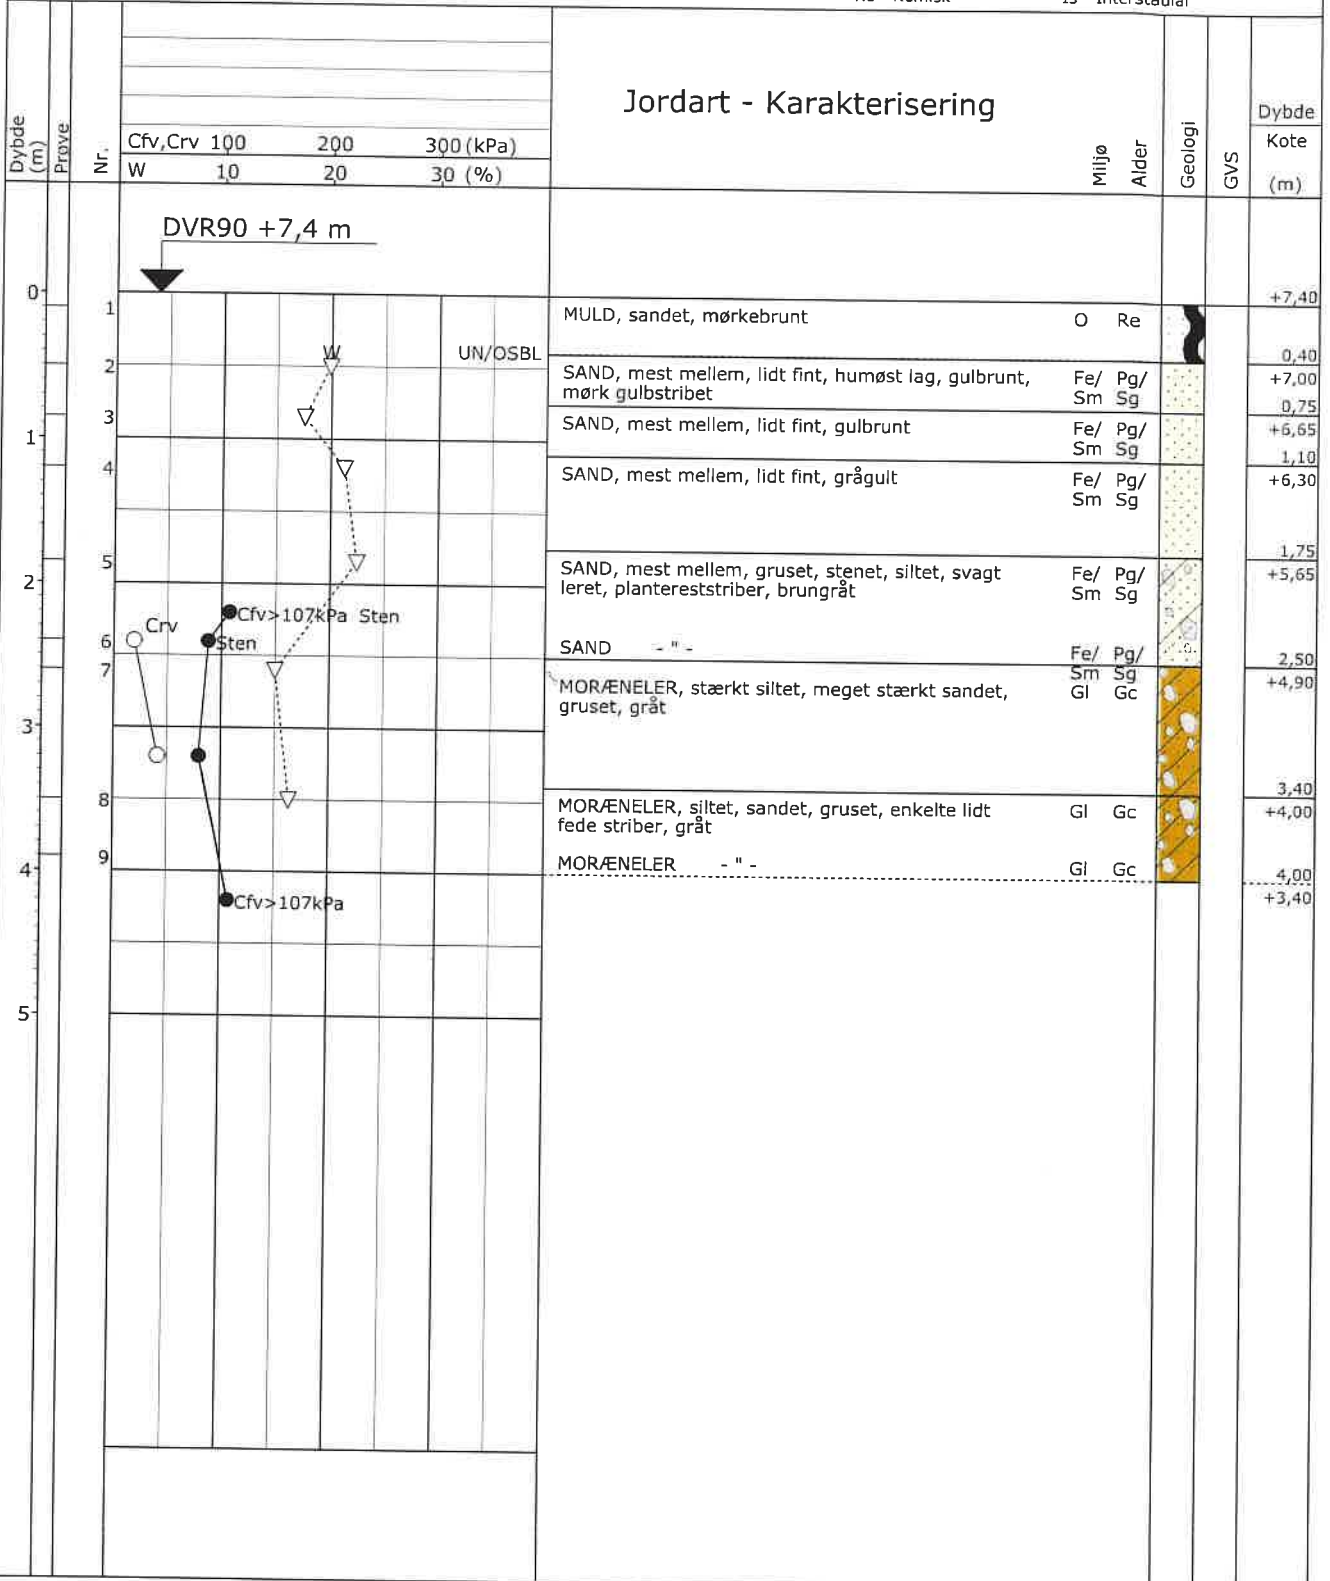 Jordart - Karakterisering
Dybde (m)
Prøve
Nr.
Cfv,Crv 100 200 300 (kPa)
W 10 20 30 (%)
Miljø
Alder
Geologi
GVS
Dybde
Kote
(m)
DVR90 +7,4 m
0
+7,40
1
MULD, sandet, mørkebrunt O Re
W UN/OSBL
0,40
2
SAND, mest mellem, lidt fint, humøst lag, gulbrunt, Fe/ Pg/
+7,00
mørk gulbstribet Sm Sg
0,75
3
SAND, mest mellem, lidt fint, gulbrunt Fe/ Pg/
+6,65
Sm Sg
1
1,10
4
SAND, mest mellem, lidt fint, grågult Fe/ Pg/
+6,30
Sm Sg
1,75
5
SAND, mest mellem, gruset, stenet, siltet, svagt Fe/ Pg/
+5,65
2
leret, plantereststriber, brungråt Sm Sg
Cfv>107kPa Sten
Crv
6
Sten
SAND - " - Fe/ Pg/
2,50
Sm Sg
7
+4,90
MORÆNELER, stærkt siltet, meget stærkt sandet, Gl Gc
gruset, gråt
3
3,40
8
MORÆNELER, siltet, sandet, gruset, enkelte lidt Gl Gc
+4,00
fede striber, gråt
9
MORÆNELER - " - Gl Gc
4
4,00
+3,40
Cfv>107kPa
5